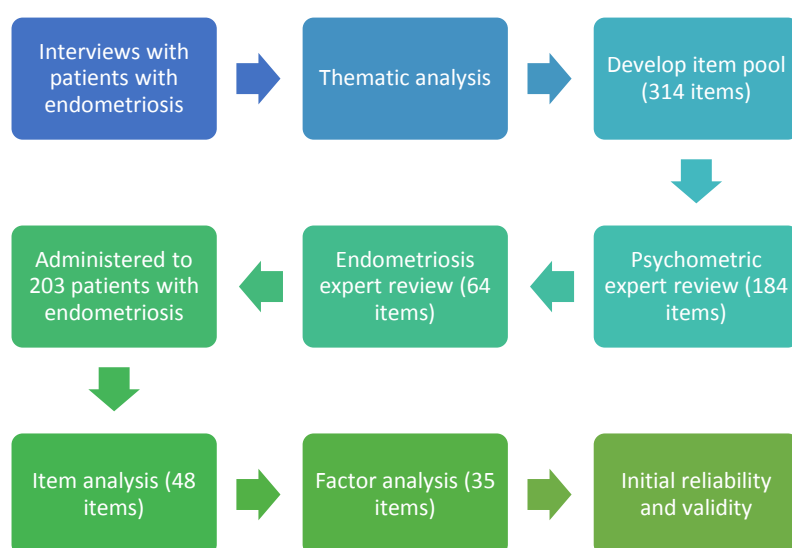 Interviews with
patients with
endometriosis
Thematic analysis
Develop item pool
(314 items)
Psychometric
expert review (184
items)
Endometriosis
expert review (64
items)
Administered to
203 patients with
endometriosis
Item analysis (48
items)
Factor analysis (35
items)
Initial reliability
and validity